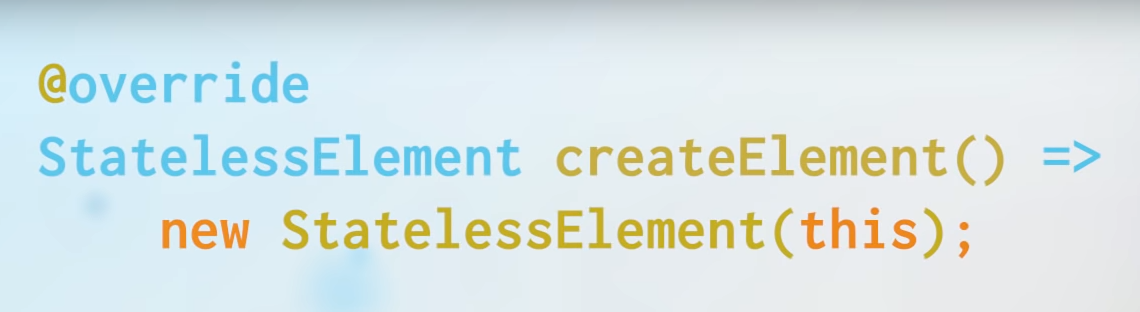 @override
StatelessElement createElement() =>
new StatelessElement(this);